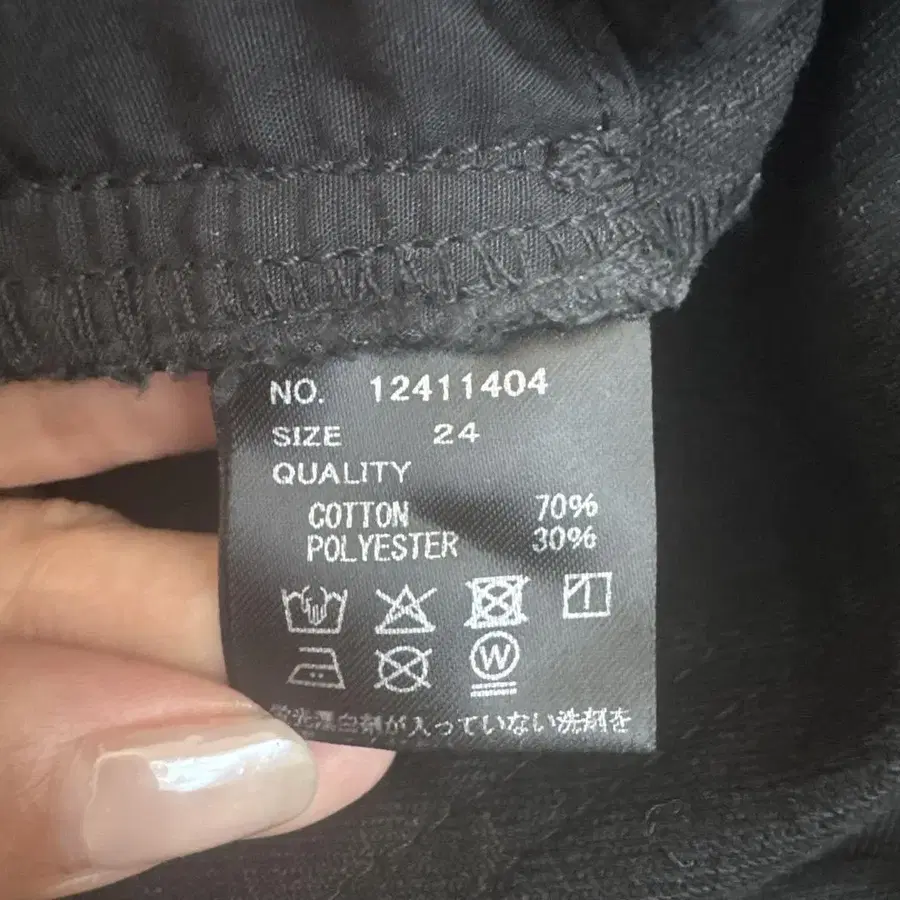 NO. 12411404
SIZE 24
QUALITY
COTTON 70%
POLYESTER 30%
W
蛍光漂白剤が入っていない洗剤を